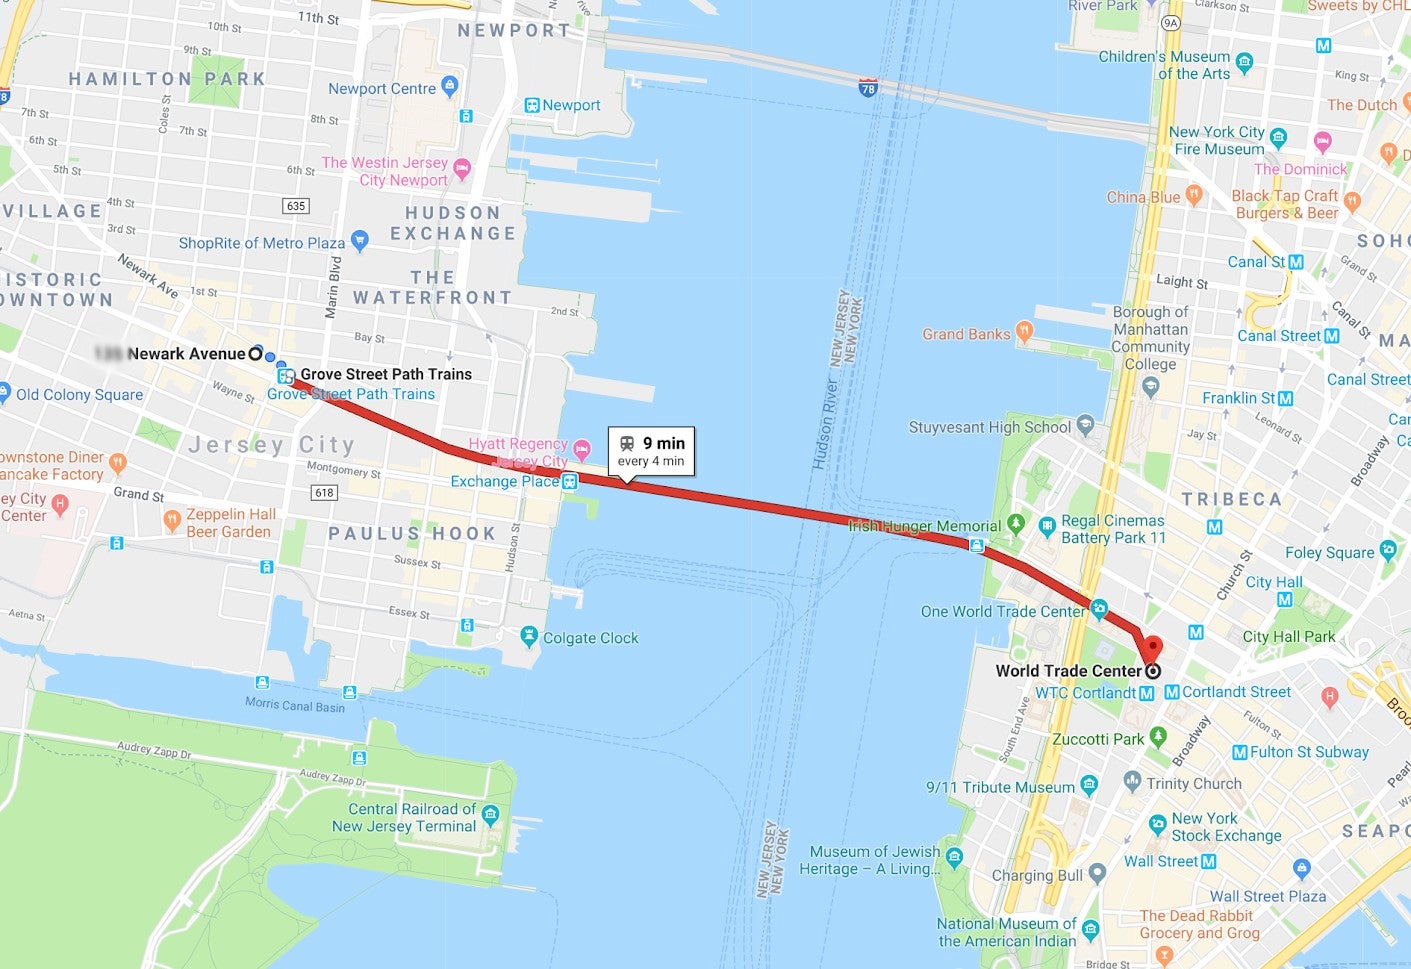 11th St
NEWPORT
River Park
Clarkson St
Sweets by CHL
9A
10th St
9th St
HAMILTON PARK
Newport Centre
78
Children's Museum
of the Arts
King St
78
Newport
The Dutch
Coles St
8th St
7th St
7th St
6th St
6th St
5th St
New York City
Fire Museum
The Dominick
The Westin Jersey
City Newport
China Blue
Black Tap Craft
Burgers & Beer
VILLAGE
4th St
635
HUDSON
EXCHANGE
3rd St
ShopRite of Metro Plaza
SOHO
Canal St
Grand St
Newark Ave
ISTORIC
OWNTOWN
1st St
Marin Blvd
THE
WATERFRONT
Laight St
2nd St
NEW JERSEY
NEW YORK
Borough of
Manhattan
Community
College
Canal St
Grand Banks
Canal Street
MA
Bay St
Newark Avenue
Grove Street Path Trains
Grove Street Path Trains
Canal Street
Old Colony Square
Wayne St
Franklin St
Hudson River
Leonard St
Jay St
Stuyvesant High School
Broadway
Jersey City
Hyatt Regency
Jersey City
9 min
every 4 min
ownstone Diner
ancake Factory
Montgomery St
Exchange Place
618
Grand St
ey City
Center
TRIBECA
Zeppelin Hall
Beer Garden
PAULUS HOOK
Hudson St
Irish Hunger Memorial
Regal Cinemas
Battery Park 11
Foley Square
Sussex St
Church St
City Hall
Essex St
Aetna St
One World Trade Center
Colgate Clock
City Hall Park
World Trade Center
WTC Cortlandt
Cortlandt Street
Morris Canal Basin
South End Ave
Broadway
Fulton St
Zuccotti Park
Fulton St Subway
Audrey Zapp Dr
Audrey Zapp Dr
9/11 Tribute Museum
Trinity Church
Central Railroad of
New Jersey Terminal
New York
Stock Exchange
SEAPO
NEW JERSEY
NEW YORK
Museum of Jewish
Heritage – A Living...
Wall Street
Charging Bull
Wall Street Plaza
National Museum of
the American Indian
The Dead Rabbit
Grocery and Grog
Bridge St